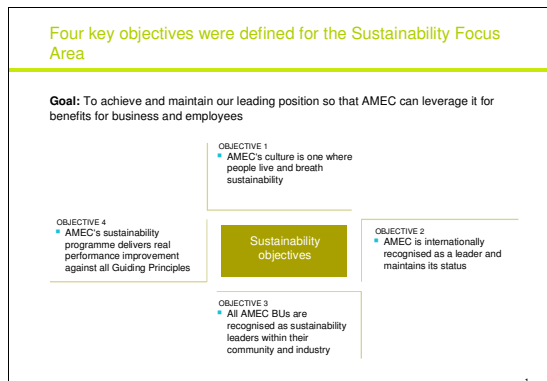 Four key objectives were defined for the Sustainability Focus
Area
Goal: To achieve and maintain our leading position so that AMEC can leverage it for
benefits for business and employees
OBJECTIVE 1
AMEC's culture is one where
people live and breath
sustainability
OBJECTIVE 4
AMEC's sustainability
programme delivers real
performance improvement
against all Guiding Principles
Sustainability
objectives
OBJECTIVE 2
AMEC is internationally
recognised as a leader and
maintains its status
OBJECTIVE 3
All AMEC BUs are
recognised as sustainability
leaders within their
community and industry
1